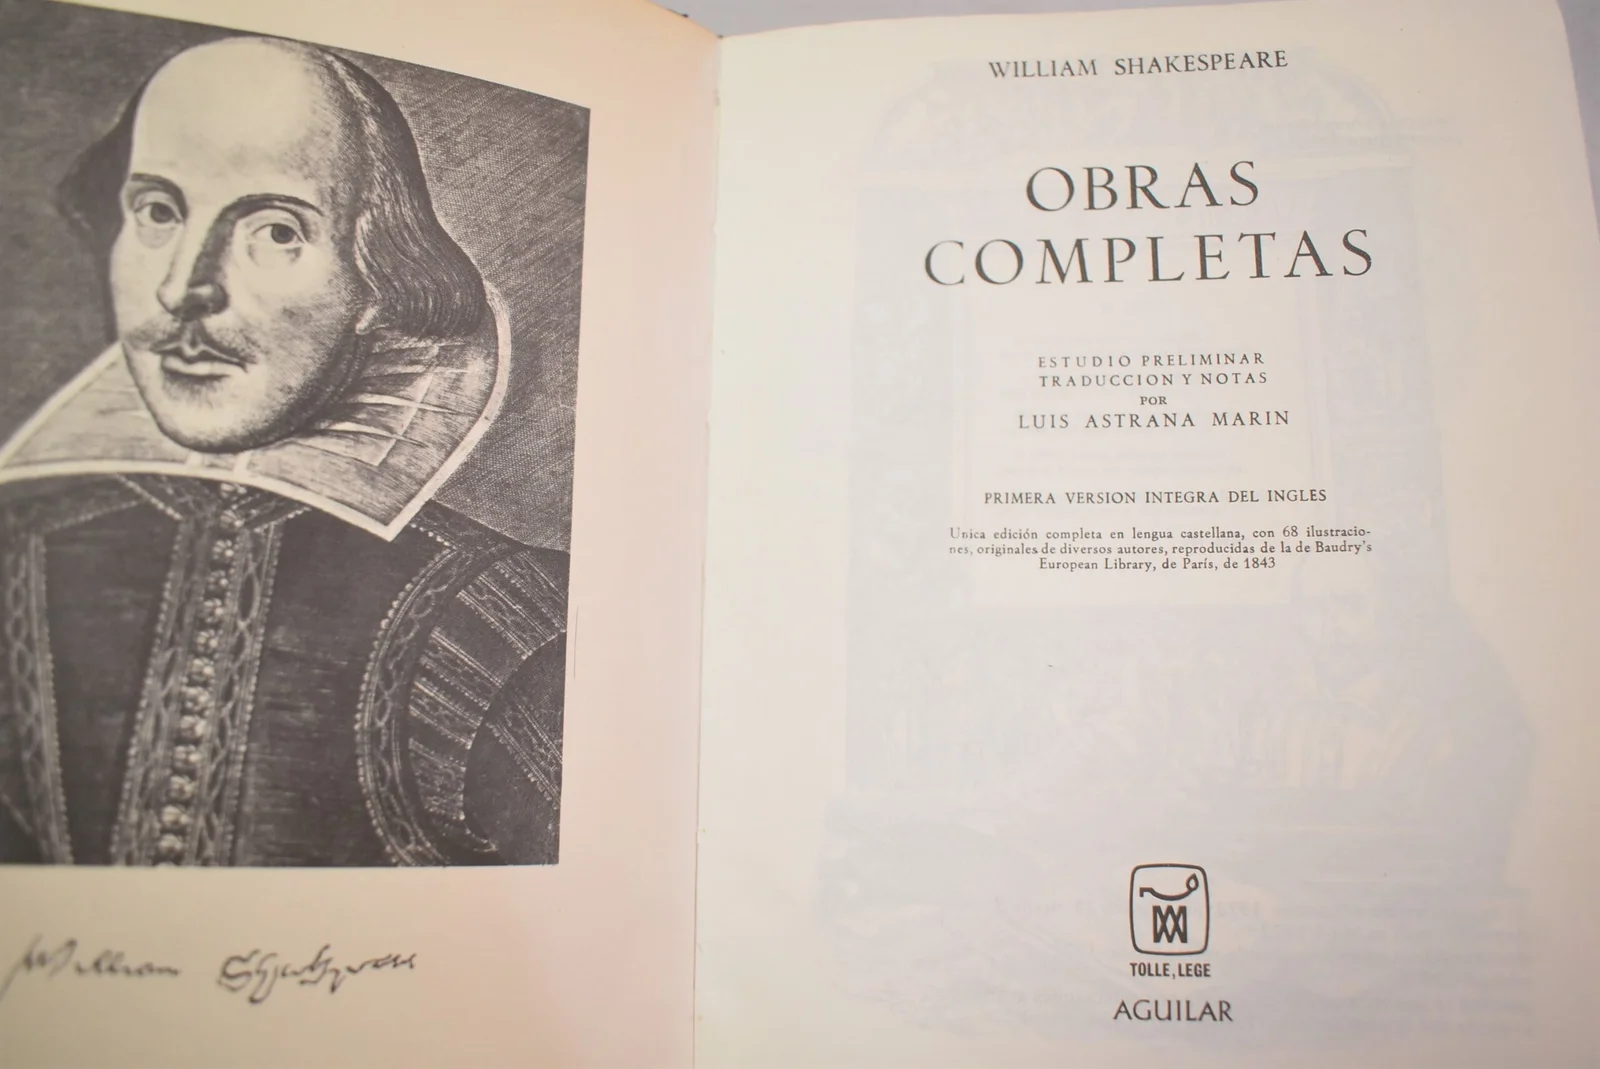 William Shakespeare
WILLIAM SHAKESPEARE
OBRAS
COMPLETAS
ESTUDIO PRELIMINAR
TRADUCCION Y NOTAS
POR
LUIS ASTRANA MARIN
PRIMERA VERSION INTEGRA DEL INGLES
Unica edición completa en lengua castellana, con 68 ilustracio-
nes, originales de diversos autores, reproducidas de la de Baudry's
European Library, de París, de 1843
TOLLE, LEGE
AGUILAR